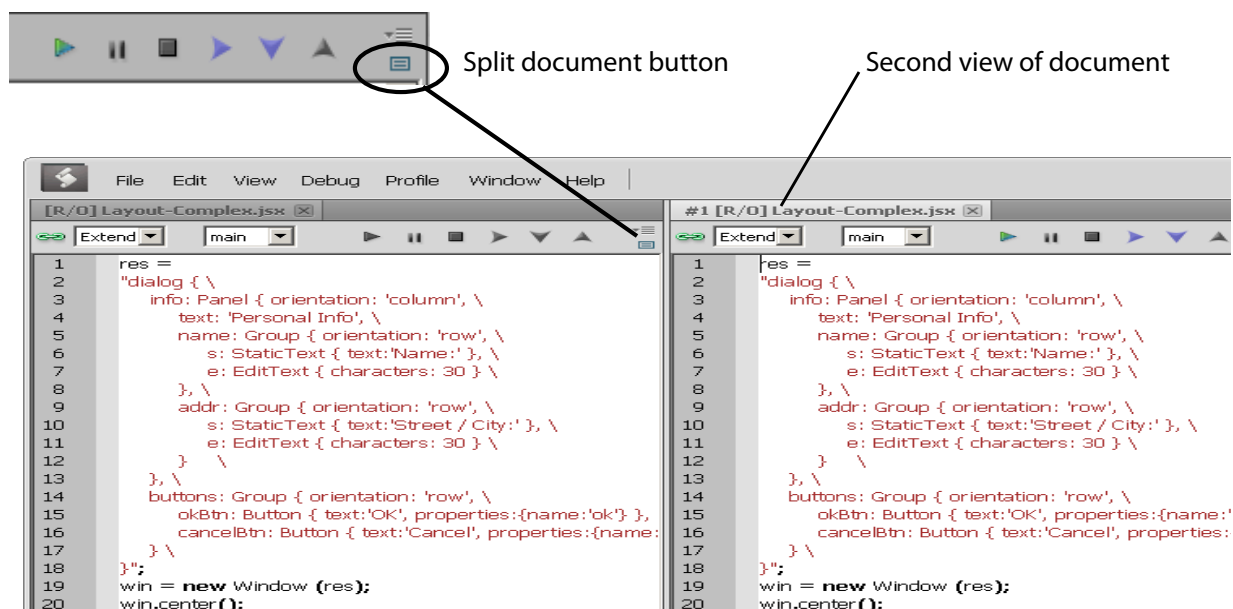 Split document button
Second view of document
File Edit View Debug Profile Window Help
[R/O] Layout-Complex.jsx
Extend main
1 res =
2 "dialog { \
3 info: Panel { orientation: 'column', \
4 text: 'Personal Info', \
5 name: Group { orientation: 'row', \
6 s: StaticText { text:'Name:' }, \
7 e: EditText { characters: 30 } \
8 }, \
9 addr: Group { orientation: 'row', \
10 s: StaticText { text:'Street / City:' }, \
11 e: EditText { characters: 30 } \
12 } \
13 }, \
14 buttons: Group { orientation: 'row', \
15 okBtn: Button { text:'OK', properties:{name:'ok'} },
16 cancelBtn: Button { text:'Cancel', properties:{name:
17 } \
18 }";
19 win = new Window (res);
20 win.center();
#1 [R/O] Layout-Complex.jsx
Extend main
1 res =
2 "dialog { \
3 info: Panel { orientation: 'column', \
4 text: 'Personal Info', \
5 name: Group { orientation: 'row', \
6 s: StaticText { text:'Name:' }, \
7 e: EditText { characters: 30 } \
8 }, \
9 addr: Group { orientation: 'row', \
10 s: StaticText { text:'Street / City:' }, \
11 e: EditText { characters: 30 } \
12 } \
13 }, \
14 buttons: Group { orientation: 'row', \
15 okBtn: Button { text:'OK', properties:{name:'
16 cancelBtn: Button { text:'Cancel', properties:
17 } \
18 }";
19 win = new Window (res);
20 win.center();